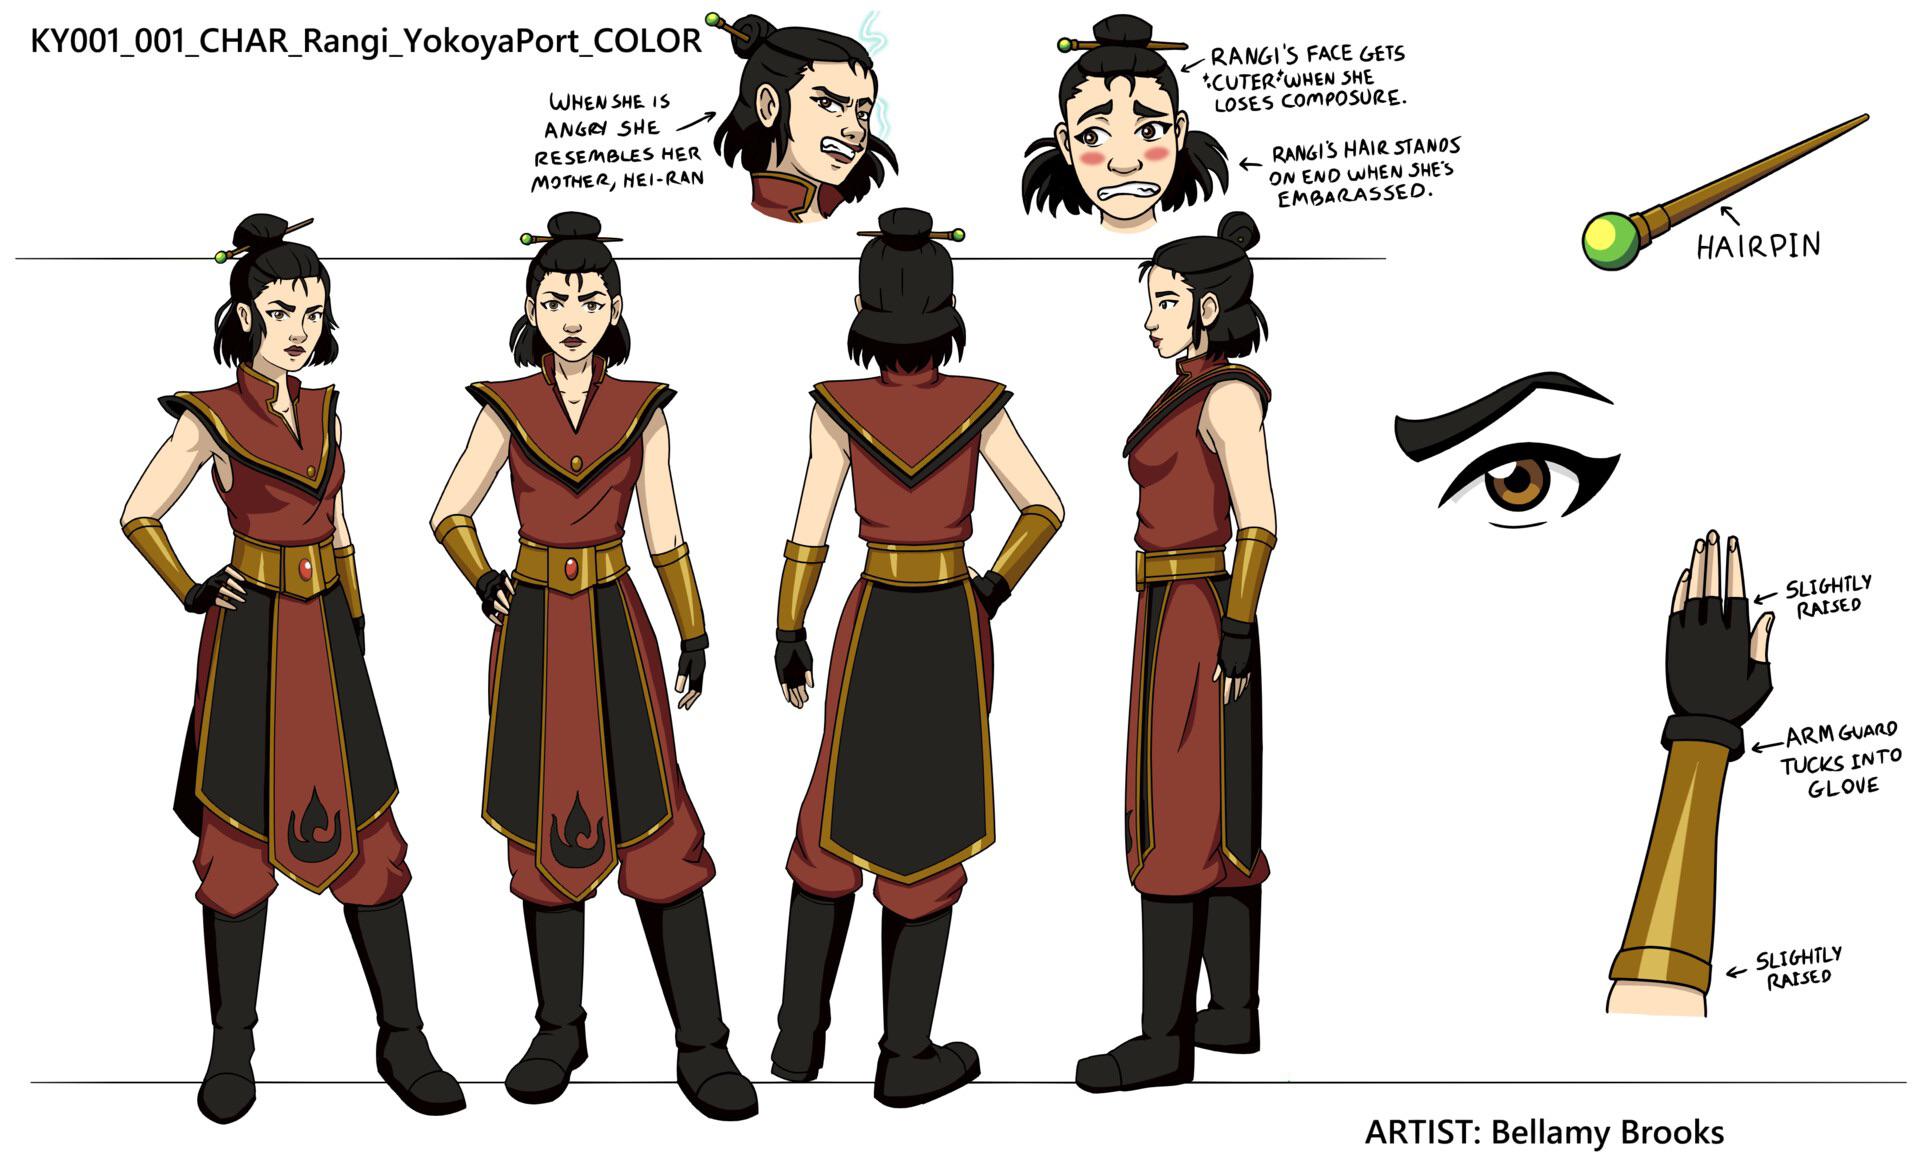 KY001_001_CHAR_Rangi_YokoyaPort_COLOR
WHEN SHE IS
ANGRY SHE
RESEMBLES HER
MOTHER, HEI-RAN
RANGI'S FACE GETS
*CUTER* WHEN SHE
LOSES COMPOSURE.
RANGI'S HAIR STANDS
ON END WHEN SHE'S
EMBARASSED.
HAIRPIN
SLIGHTLY
RAISED
ARM GUARD
TUCKS INTO
GLOVE
SLIGHTLY
RAISED
ARTIST: Bellamy Brooks